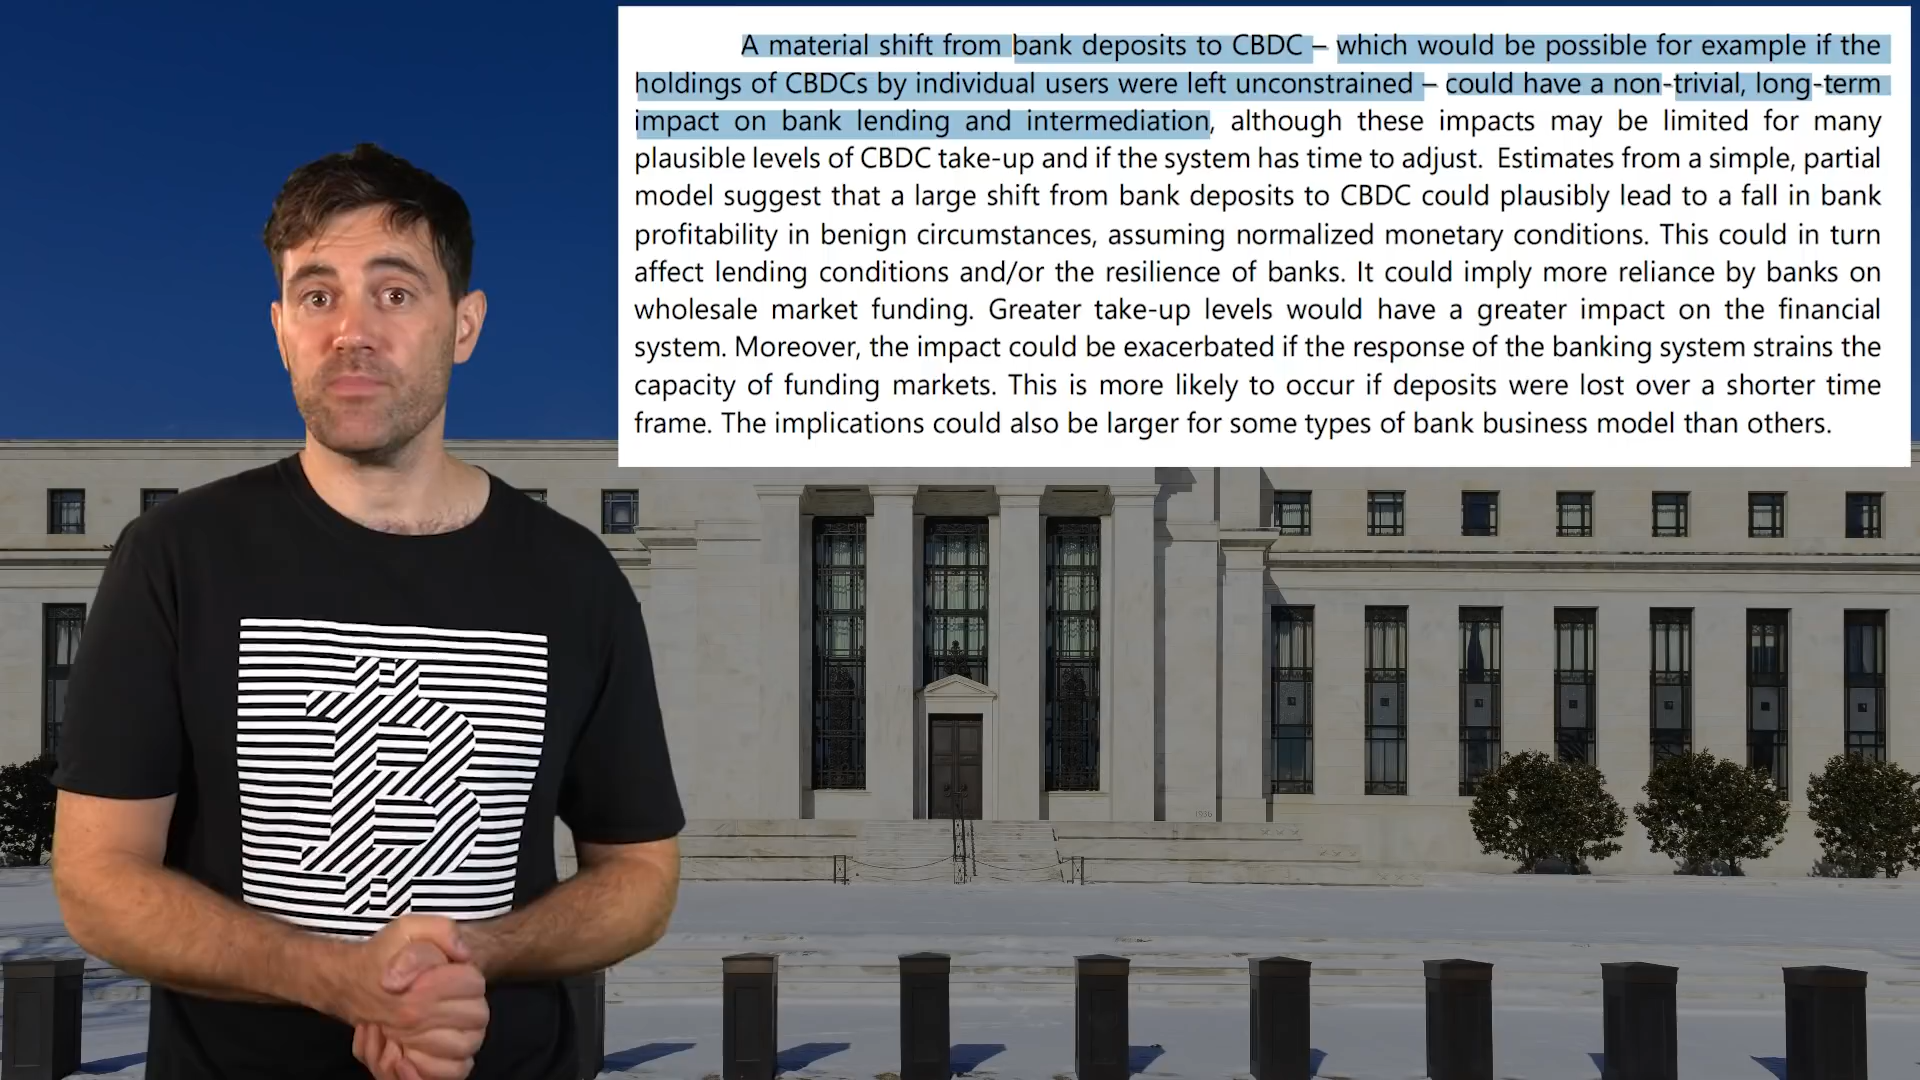 A material shift from bank deposits to CBDC – which would be possible for example if the
holdings of CBDCs by individual users were left unconstrained – could have a non-trivial, long-term
impact on bank lending and intermediation, although these impacts may be limited for many
plausible levels of CBDC take-up and if the system has time to adjust. Estimates from a simple, partial
model suggest that a large shift from bank deposits to CBDC could plausibly lead to a fall in bank
profitability in benign circumstances, assuming normalized monetary conditions. This could in turn
affect lending conditions and/or the resilience of banks. It could imply more reliance by banks on
wholesale market funding. Greater take-up levels would have a greater impact on the financial
system. Moreover, the impact could be exacerbated if the response of the banking system strains the
capacity of funding markets. This is more likely to occur if deposits were lost over a shorter time
frame. The implications could also be larger for some types of bank business model than others.